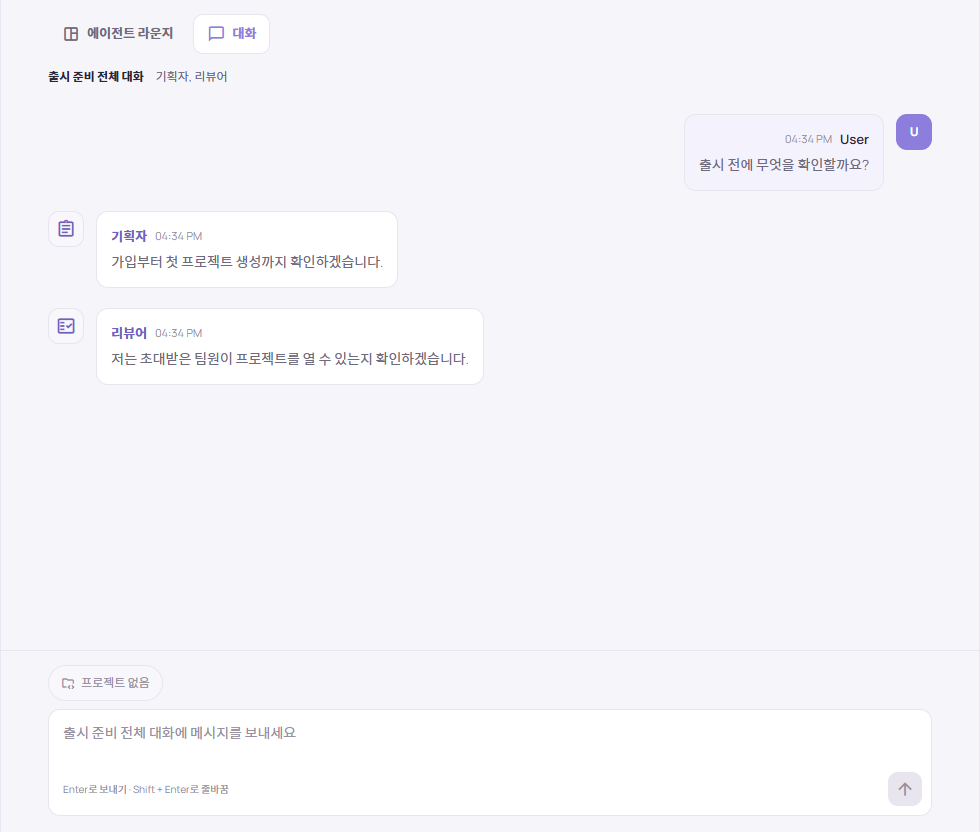 에이전트 라운지
대화
출시 준비 전체 대화 기획자, 리뷰어
04:34 PM User
U
출시 전에 무엇을 확인할까요?
기획자 04:34 PM
가입부터 첫 프로젝트 생성까지 확인하겠습니다.
리뷰어 04:34 PM
저는 초대받은 팀원이 프로젝트를 열 수 있는지 확인하겠습니다.
프로젝트 없음
출시 준비 전체 대화에 메시지를 보내세요
Enter로 보내기 · Shift + Enter로 줄바꿈